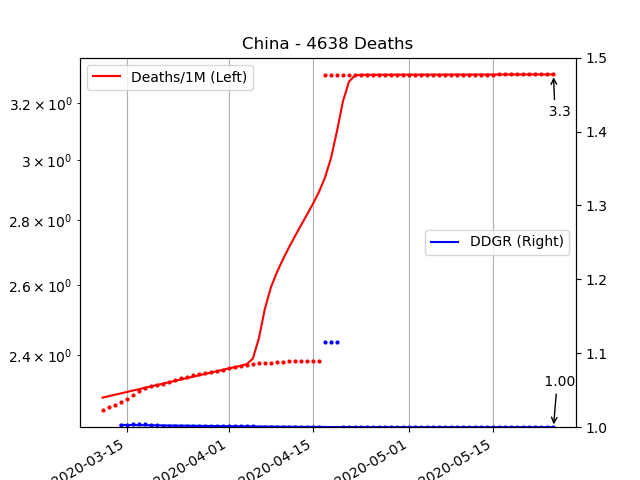 China - 4638 Deaths
Deaths/1M (Left)
3.2 × 10⁰
3 × 10⁰
2.8 × 10⁰
2.6 × 10⁰
2.4 × 10⁰
1.5
1.4
1.3
1.2
1.1
1.0
3.3
DDGR (Right)
1.00
2020-03-15
2020-04-01
2020-04-15
2020-05-01
2020-05-15